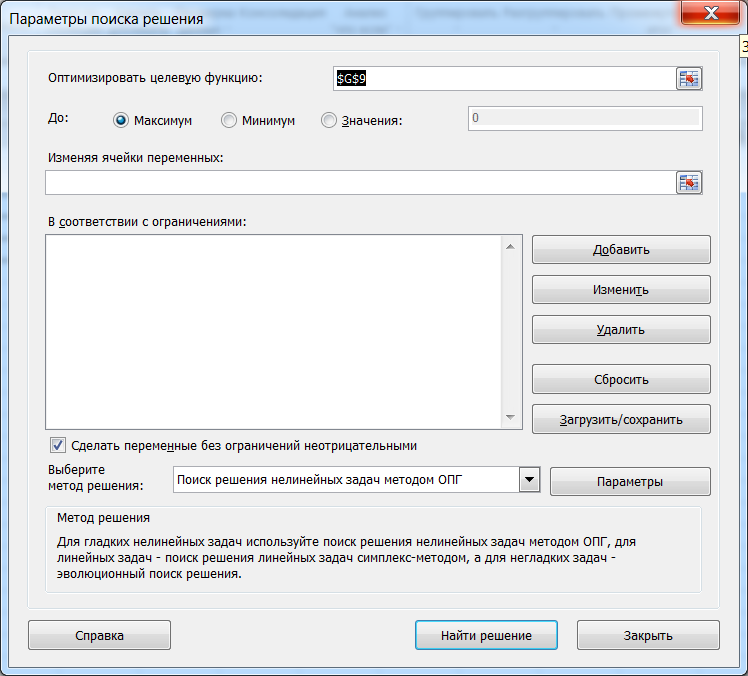 Параметры поиска решения
Оптимизировать целевую функцию:
$G$9
До:
Максимум
Минимум
Значения:
0
Изменяя ячейки переменных:
В соответствии с ограничениями:
Добавить
Изменить
Удалить
Сбросить
Загрузить/сохранить
Сделать переменные без ограничений неотрицательными
Выберите
метод решения:
Поиск решения нелинейных задач методом ОПГ
Параметры
Метод решения
Для гладких нелинейных задач используйте поиск решения нелинейных задач методом ОПГ, для
линейных задач - поиск решения линейных задач симплекс-методом, а для негладких задач -
эволюционный поиск решения.
Справка
Найти решение
Закрыть